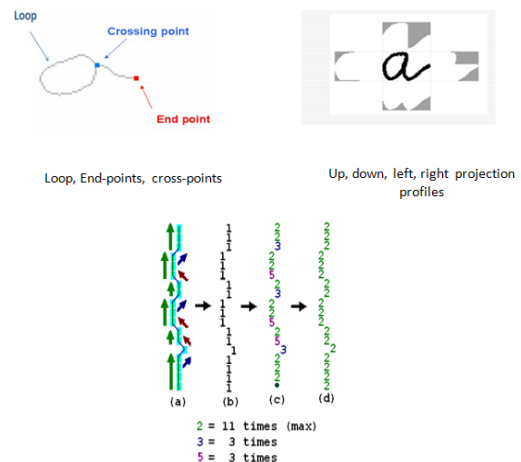 Loop
Crossing point
End point
a
Loop, End-points, cross-points
Up, down, left, right projection
profiles
(a) (b) (c) (d)
2 = 11 times (max)
3 = 3 times
5 = 3 times